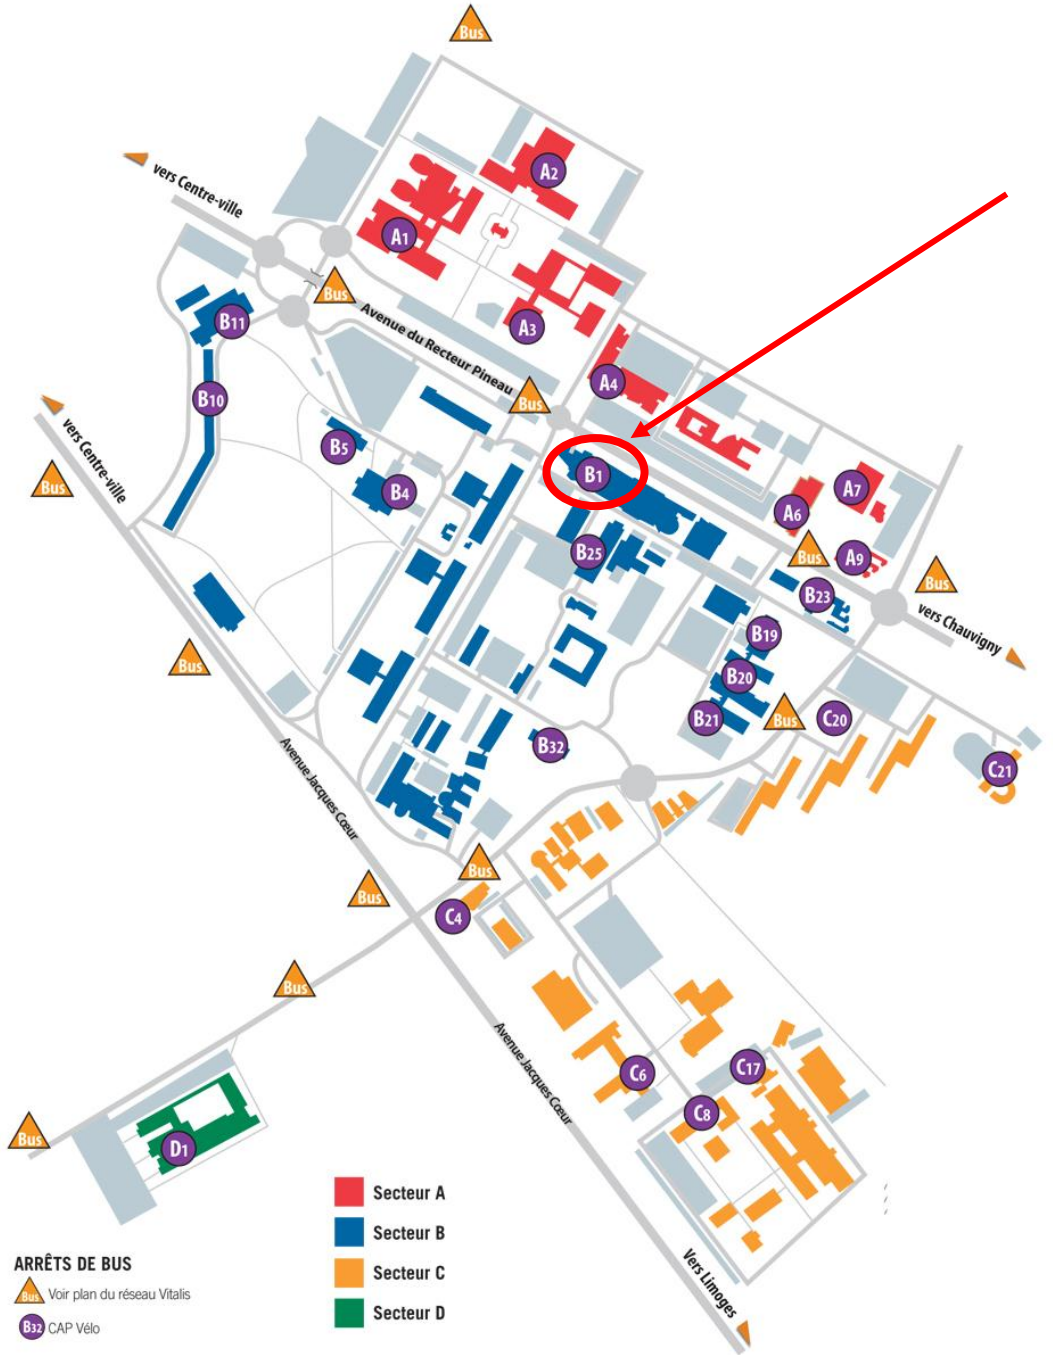 Bus
A2
vers Centre-ville
A1
Bus
B11
Avenue du Recteur Pineau
A3
A4
Bus
B10
vers Centre-ville
Bus
B5
B4
B1
A7
A6
B25
Bus
A9
Bus
B23
vers Chauvigny
B19
Bus
B20
B21
Bus
C20
B32
C21
Avenue Jacques Cœur
Bus
Bus
C4
Bus
Avenue Jacques Cœur
C6
C17
C8
Bus
D1
Vers Limoges
Secteur A
Secteur B
Secteur C
Secteur D
ARRÊTS DE BUS
Bus Voir plan du réseau Vitalis
B32 CAP Vélo